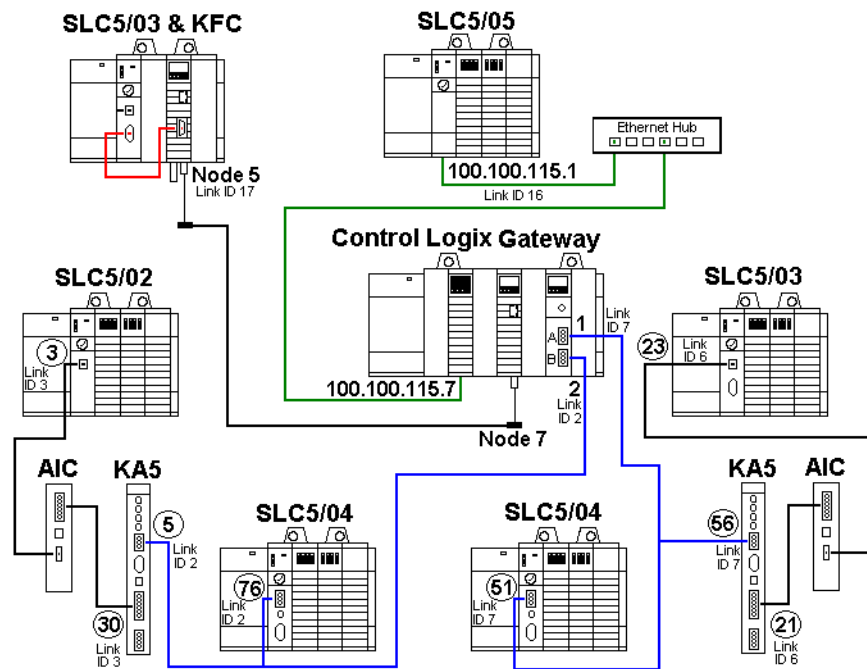 SLC5/03 & KFC
SLC5/05
Ethernet Hub
Node 5
Link ID 17
100.100.115.1
Link ID 16
Control Logix Gateway
SLC5/02
SLC5/03
3
Link
ID 3
A
B
1
Link
ID 7
2
Link
ID 2
23
Link
ID 6
100.100.115.7
Node 7
AIC
KA5
5
Link
ID 2
30
Link
ID 3
SLC5/04
76
Link
ID 2
SLC5/04
51
Link
ID 7
KA5
AIC
56
Link
ID 7
21
Link
ID 6